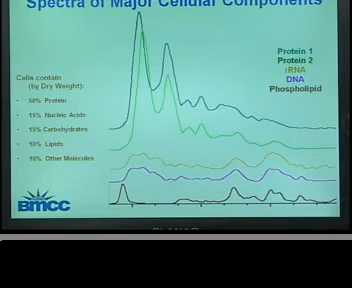 Spectra of Major Cellular Components
Protein 1
Protein 2
rRNA
DNA
Phospholipid
Cells contain
(by Dry Weight):
- 50% Protein
- 15% Nucleic Acids
- 15% Carbohydrates
- 10% Lipids
- 10% Other Molecules
BMCC